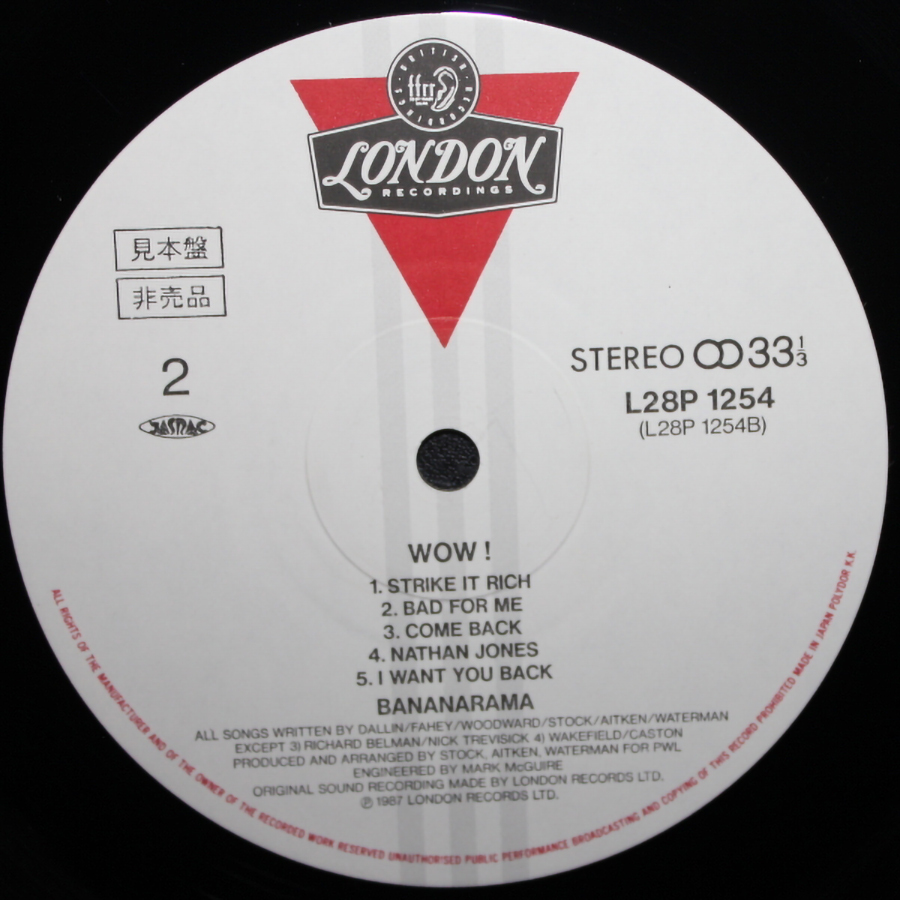 BRITISH RECORDINGS
ffrr
LONDON
RECORDINGS
見本盤
非売品
2
JASRAC
STEREO 33 1/3
L28P 1254
(L28P 1254B)
WOW !
1. STRIKE IT RICH
2. BAD FOR ME
3. COME BACK
4. NATHAN JONES
5. I WANT YOU BACK
BANANARAMA
ALL SONGS WRITTEN BY DALLIN/FAHEY/WOODWARD/STOCK/AITKEN/WATERMAN
EXCEPT 3) RICHARD BELMAN/NICK TREVISICK 4) WAKEFIELD/CASTON
PRODUCED AND ARRANGED BY STOCK, AITKEN, WATERMAN FOR PWL
ENGINEERED BY MARK McGUIRE
ORIGINAL SOUND RECORDING MADE BY LONDON RECORDS LTD.
℗ 1987 LONDON RECORDS LTD.
ALL RIGHTS OF THE MANUFACTURER AND OF THE OWNER OF THE RECORDED WORK RESERVED UNAUTHORISED PUBLIC PERFORMANCE BROADCASTING AND COPYING OF THIS RECORD PROHIBITED MADE IN JAPAN POLYDOR K.K.